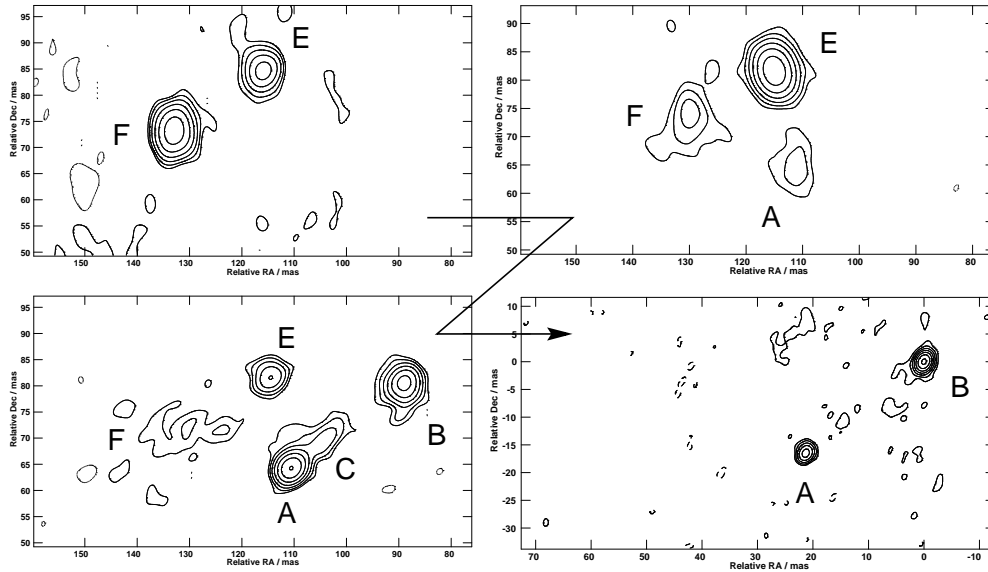 95
90
85
80
75
70
65
60
55
50
Relative Dec / mas
E
F
150 140 130 120 110 100 90 80
Relative RA / mas
90
85
80
75
70
65
60
55
50
Relative Dec / mas
E
F
A
150 140 130 120 110 100 90 80
Relative RA / mas
95
90
85
80
75
70
65
60
55
50
Relative Dec / mas
E
F
B
C
A
150 140 130 120 110 100 90 80
Relative RA / mas
10
5
0
-5
-10
-15
-20
-25
-30
Relative Dec / mas
B
A
70 60 50 40 30 20 10 0 -10
Relative RA / mas